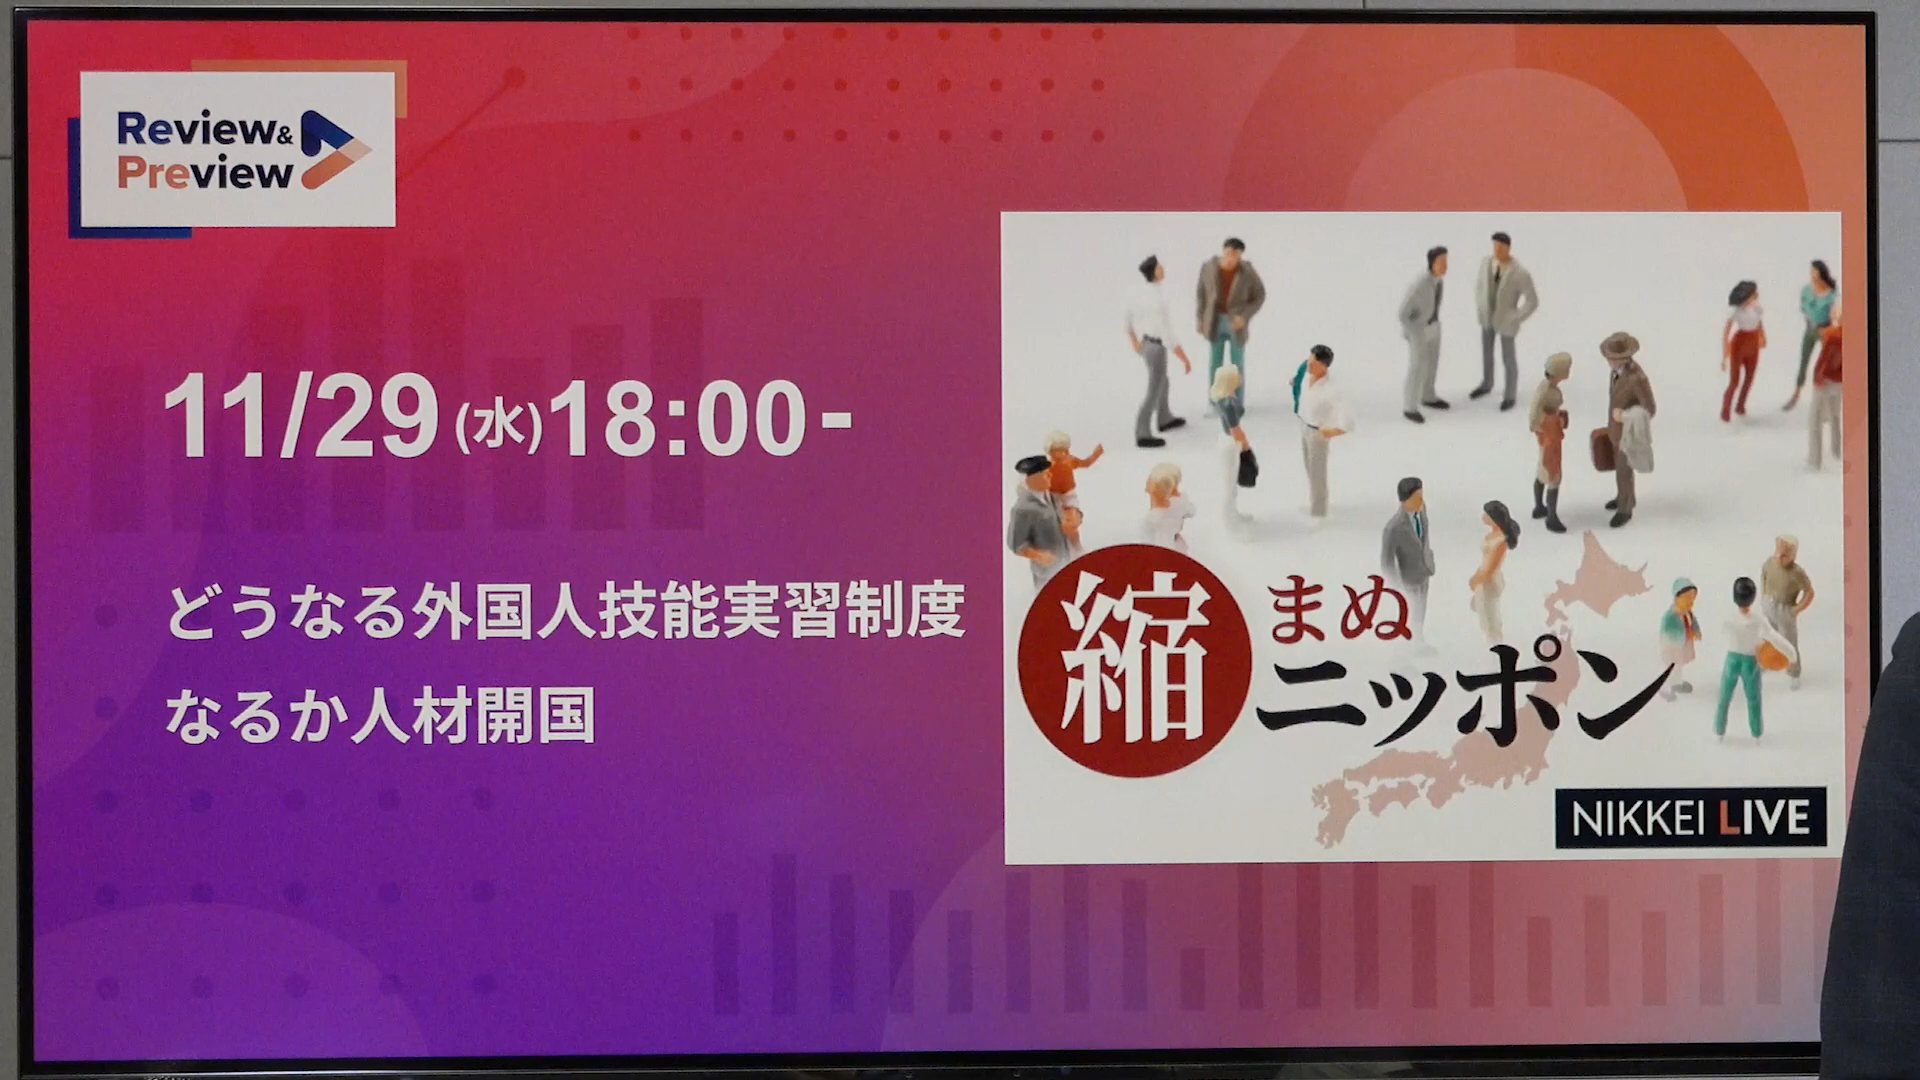 Review&
Preview
11/29(水)18:00-
どうなる外国人技能実習制度
なるか人材開国
縮まぬ
ニッポン
NIKKEI LIVE